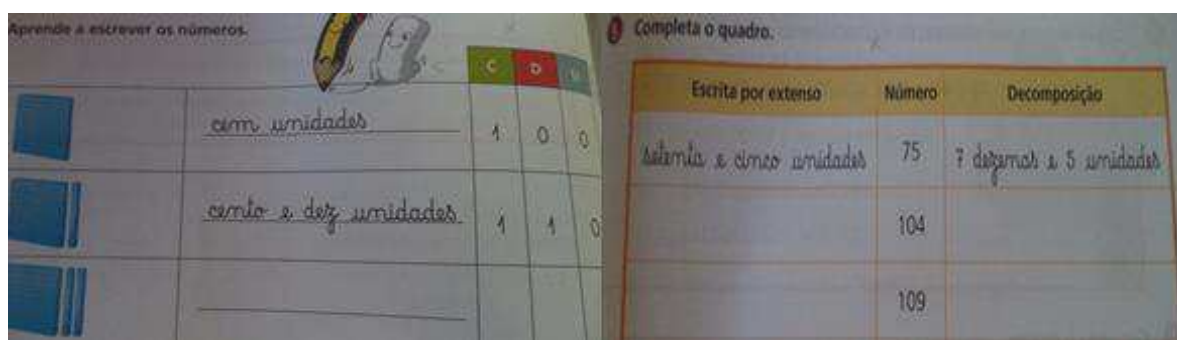 Aprende a escrever os números.
C D U
cem unidades 1 0 0
cento e dez unidades 1 1 0
5 Completa o quadro.
Escrita por extenso Número Decomposição
setenta e cinco unidades 75 7 dezenas e 5 unidades
104
109